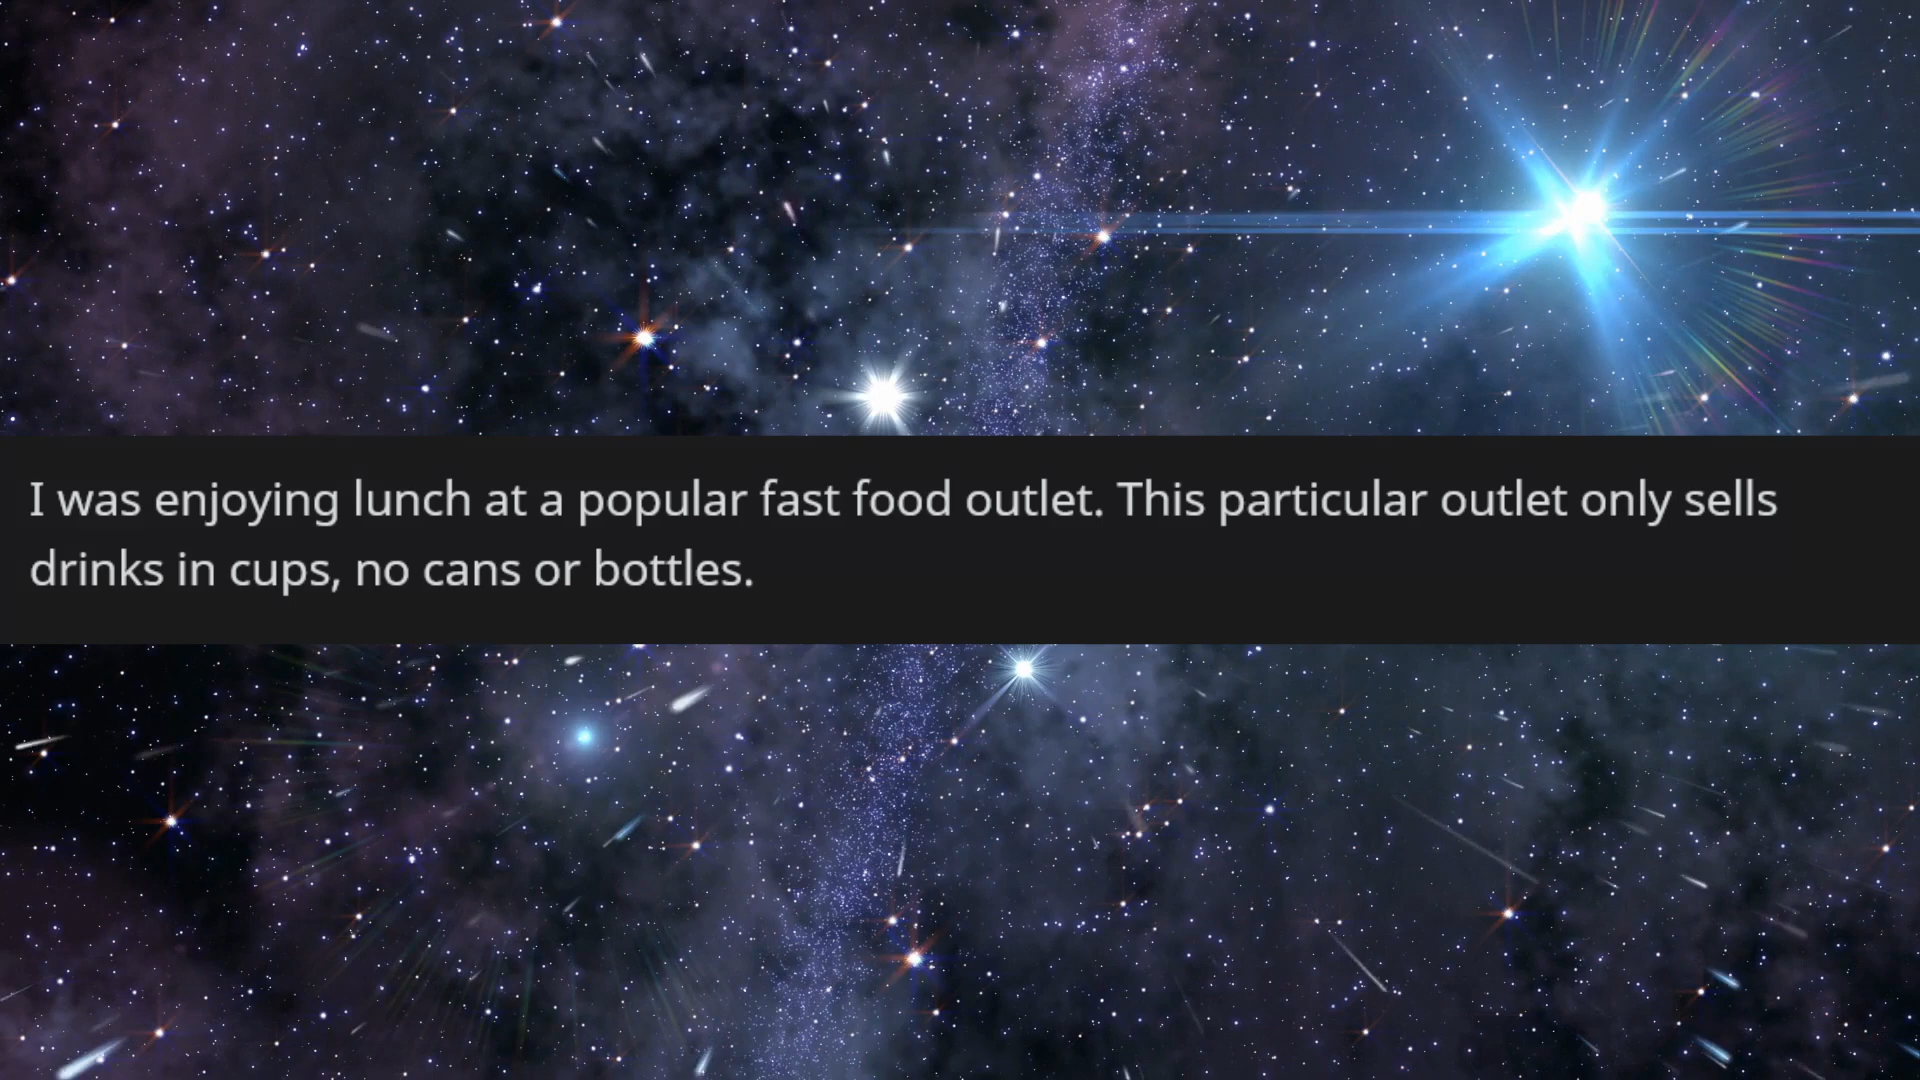 I was enjoying lunch at a popular fast food outlet. This particular outlet only sells
drinks in cups, no cans or bottles.